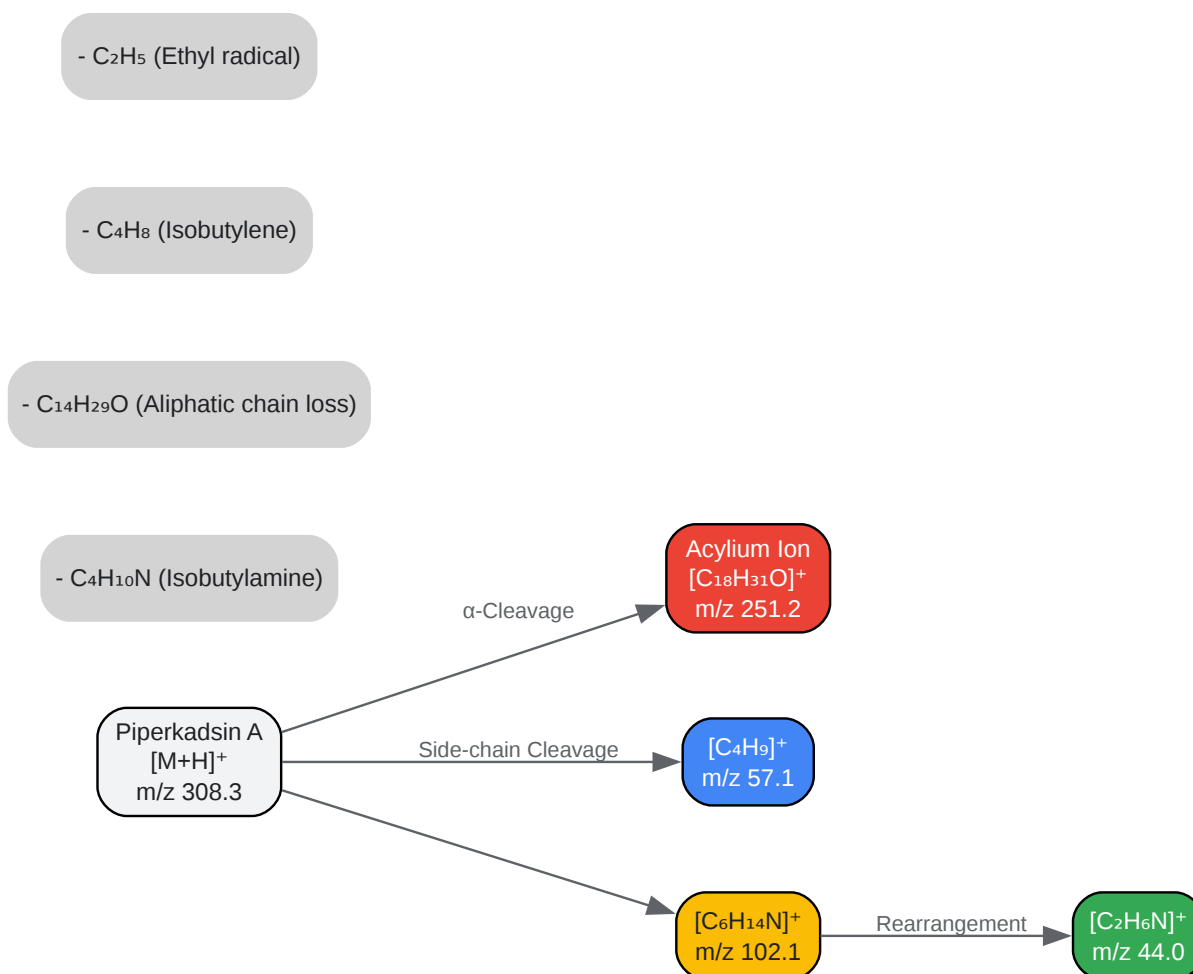 - C₂H₅ (Ethyl radical)
- C₄H₈ (Isobutylene)
- C₁₄H₂₉O (Aliphatic chain loss)
- C₄H₁₀N (Isobutylamine)
Acylium Ion
[C₁₈H₃₁O]⁺
m/z 251.2
α-Cleavage
Piperkadsin A
[M+H]⁺
m/z 308.3
Side-chain Cleavage
[C₄H₉]⁺
m/z 57.1
[C₆H₁₄N]⁺
m/z 102.1
Rearrangement
[C₂H₆N]⁺
m/z 44.0